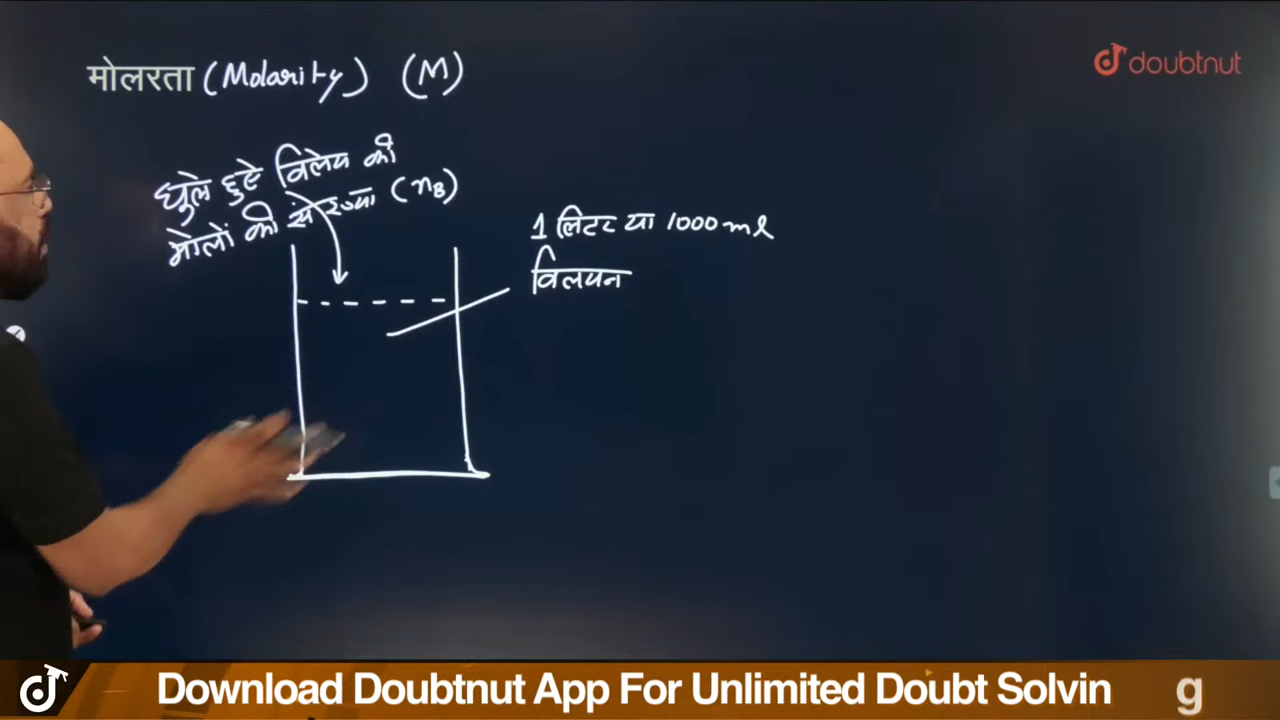 मोलरता (Molarity) (M)
doubtnut
घुले हुऐ विलेय की
मोलों की संख्या (nB)
1 लिटर या 1000 ml
विलयन
Download Doubtnut App For Unlimited Doubt Solvin g